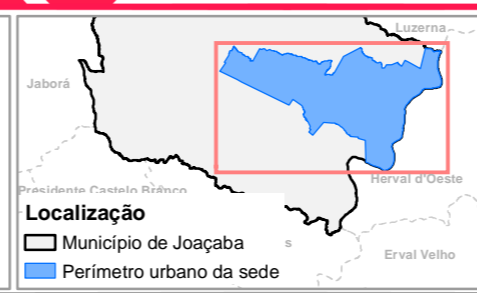 Luzerna
Jaborá
Presidente Castelo Branco
Herval d'Oeste
Localização
Município de Joaçaba
s
Erval Velho
Perímetro urbano da sede